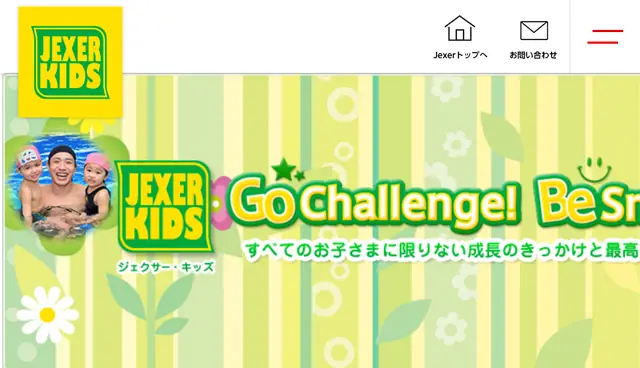 JEXER
KIDS
Jexerトップへ
お問い合わせ
JEXER
KIDS
ジェクサー・キッズ
Go Challenge! Be Sm
すべてのお子さまに限りない成長のきっかけと最高